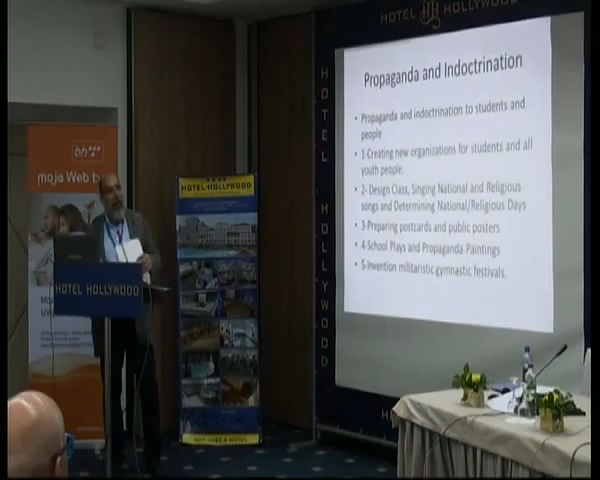 HOTEL HH HOLLYWOOD
Propaganda and Indoctrination
• Propaganda and indoctrination to students and
people
• 1-Creating new organizations for students and all
youth people.
• 2- Design Class, Singing National and Religious
songs and Determining National/Religious Days
• 3-Preparing postcards and public posters
• 4-School Plays and Propaganda Paintings
• 5-Invention militaristic gymnastic festivals.
HOTEL HOLLYWOOD
moja Web tv
HOTEL HOLLYWOOD
HOTEL HOLLYWOOD